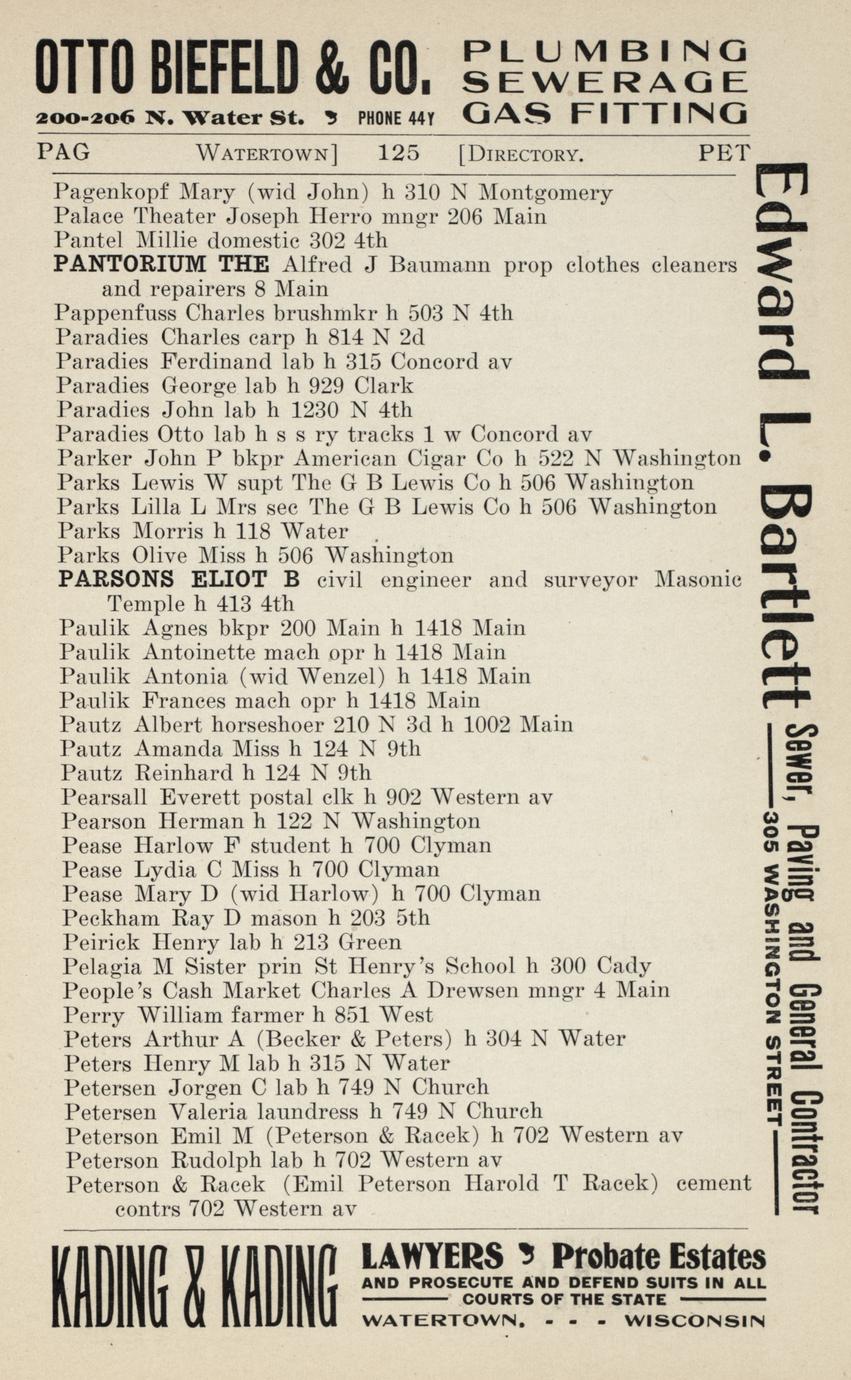 OTTO BIEFELD & CO.
200-206 N. Water St. PHONE 44Y
PLUMBING
SEWERAGE
GAS FITTING
PAG WATERTOWN] 125 [DIRECTORY. PET
Pagenkopf Mary (wid John) h 310 N Montgomery
Palace Theater Joseph Herro mngr 206 Main
Pantel Millie domestic 302 4th
PANTORIUM THE Alfred J Baumann prop clothes cleaners
and repairers 8 Main
Pappenfuss Charles brushmkr h 503 N 4th
Paradies Charles carp h 814 N 2d
Paradies Ferdinand lab h 315 Concord av
Paradies George lab h 929 Clark
Paradies John lab h 1230 N 4th
Paradies Otto lab h s s ry tracks 1 w Concord av
Parker John P bkpr American Cigar Co h 522 N Washington
Parks Lewis W supt The G B Lewis Co h 506 Washington
Parks Lilla L Mrs sec The G B Lewis Co h 506 Washington
Parks Morris h 118 Water
Parks Olive Miss h 506 Washington
PARSONS ELIOT B civil engineer and surveyor Masonic
Temple h 413 4th
Paulik Agnes bkpr 200 Main h 1418 Main
Paulik Antoinette mach opr h 1418 Main
Paulik Antonia (wid Wenzel) h 1418 Main
Paulik Frances mach opr h 1418 Main
Pautz Albert horseshoer 210 N 3d h 1002 Main
Pautz Amanda Miss h 124 N 9th
Pautz Reinhard h 124 N 9th
Pearsall Everett postal clk h 902 Western av
Pearson Herman h 122 N Washington
Pease Harlow F student h 700 Clyman
Pease Lydia C Miss h 700 Clyman
Pease Mary D (wid Harlow) h 700 Clyman
Peckham Ray D mason h 203 5th
Peirick Henry lab h 213 Green
Pelagia M Sister prin St Henry's School h 300 Cady
People's Cash Market Charles A Drewsen mngr 4 Main
Perry William farmer h 851 West
Peters Arthur A (Becker & Peters) h 304 N Water
Peters Henry M lab h 315 N Water
Petersen Jorgen C lab h 749 N Church
Petersen Valeria laundress h 749 N Church
Peterson Emil M (Peterson & Racek) h 702 Western av
Peterson Rudolph lab h 702 Western av
Peterson & Racek (Emil Peterson Harold T Racek) cement
contrs 702 Western av
Edward L. Bartlett
Sewer, Paving and General Contractor
305 WASHINGTON STREET
KADING & KADING
LAWYERS Probate Estates
AND PROSECUTE AND DEFEND SUITS IN ALL
COURTS OF THE STATE
WATERTOWN. - - - WISCONSIN